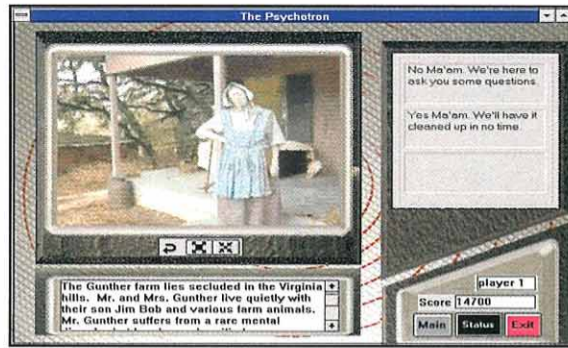 The Psychotron
No Ma'am. We're here to
ask you some questions.
Yes Ma'am. We'll have it
cleaned up in no time.
The Gunther farm lies secluded in the Virginia
hills. Mr. and Mrs. Gunther live quietly with
their son Jim Bob and various farm animals.
Mr. Gunther suffers from a rare mental
player 1
Score 14700
Main Status Exit